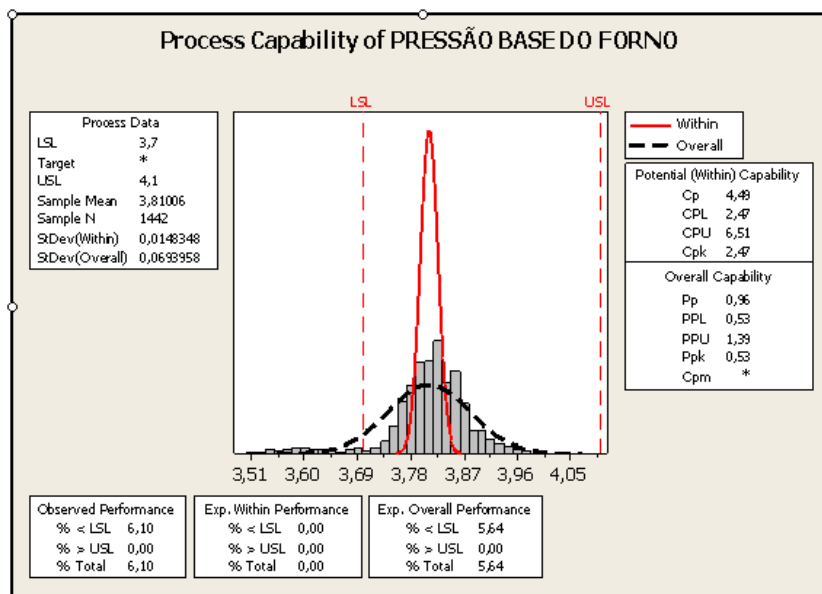 Process Capability of PRESSÃO BASE DO FORNO
Process Data
LSL 3,7
Target *
USL 4,1
Sample Mean 3,81006
Sample N 1442
StDev(Within) 0,0148348
StDev(Overall) 0,0693958
LSL USL
Within
Overall
Potential (Within) Capability
Cp 4,49
CPL 2,47
CPU 6,51
Cpk 2,47
Overall Capability
Pp 0,96
PPL 0,53
PPU 1,39
Ppk 0,53
Cpm *
3,51 3,60 3,69 3,78 3,87 3,96 4,05
Observed Performance
% < LSL 6,10
% > USL 0,00
% Total 6,10
Exp. Within Performance
% < LSL 0,00
% > USL 0,00
% Total 0,00
Exp. Overall Performance
% < LSL 5,64
% > USL 0,00
% Total 5,64